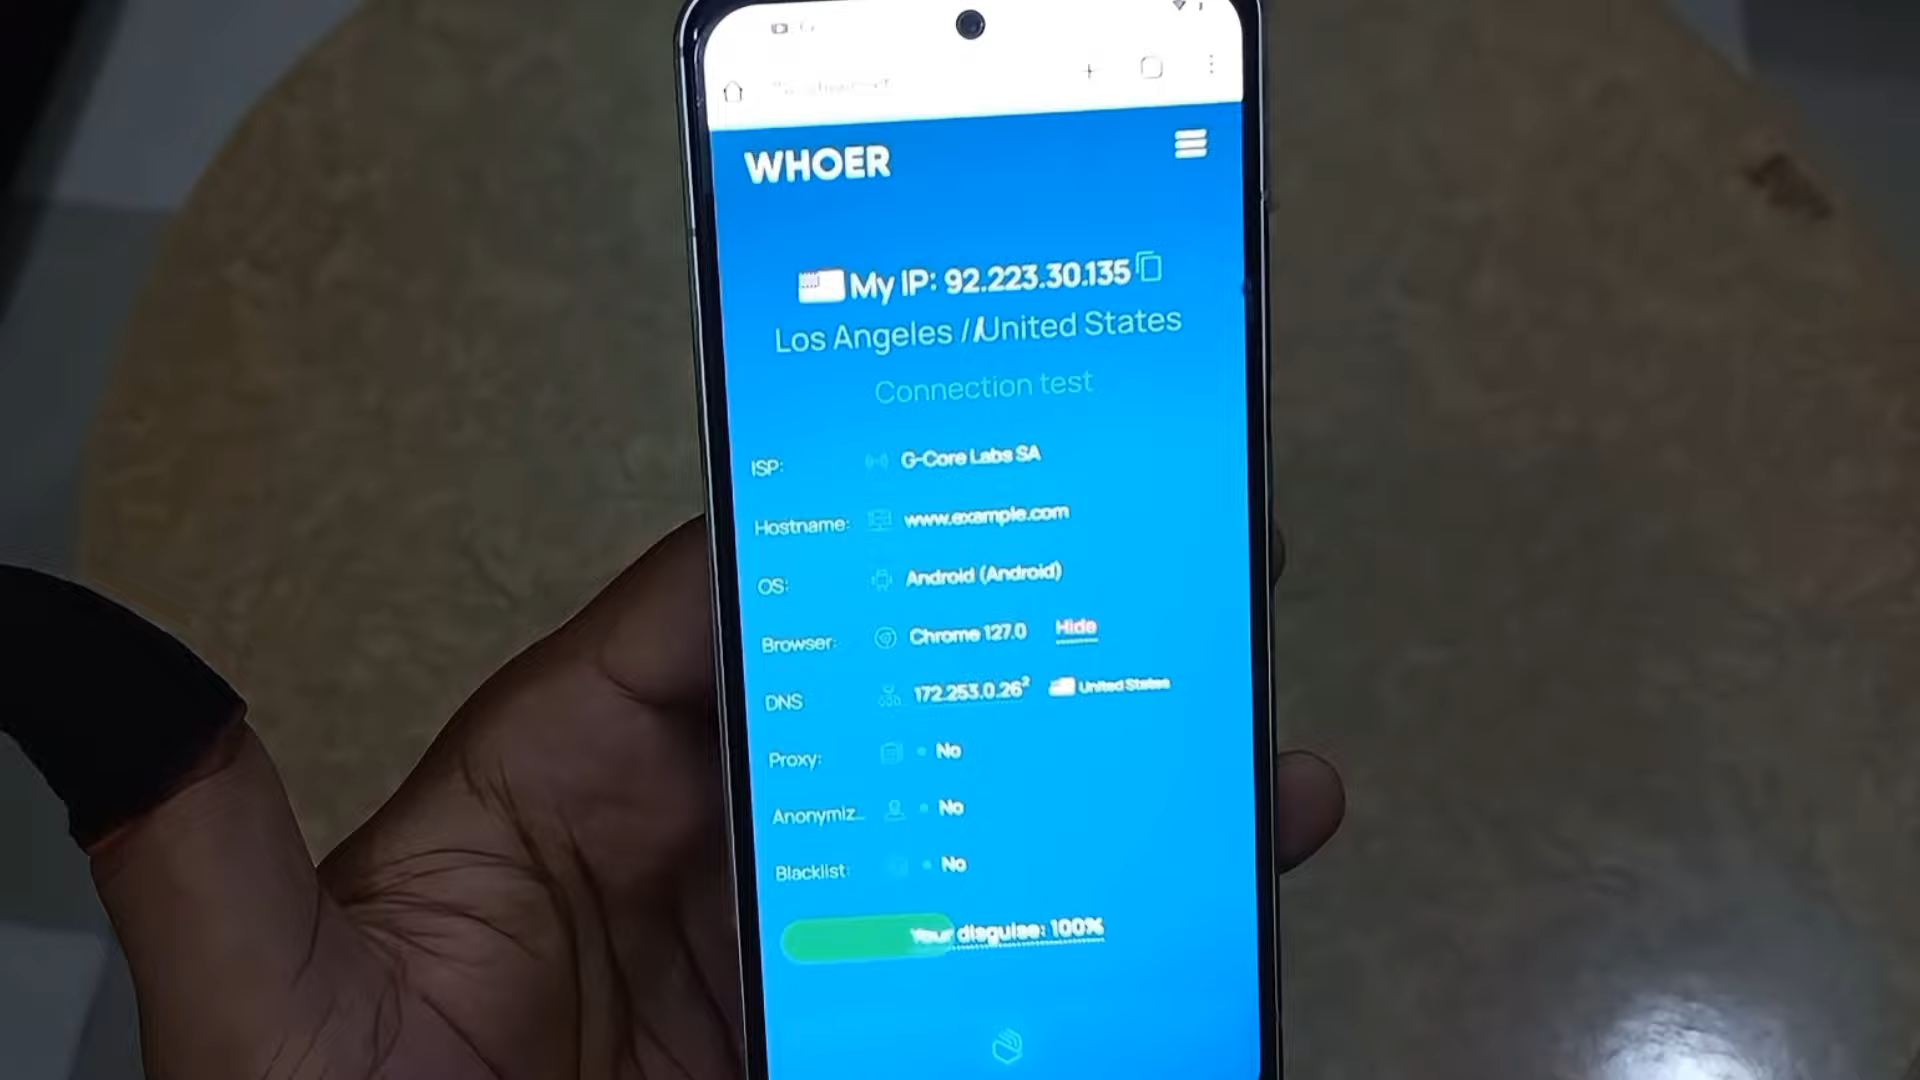 WHOER
My IP: 92.223.30.135
Los Angeles // United States
Connection test
ISP: G-Core Labs SA
Hostname: www.example.com
OS: Android (Android)
Browser: Chrome 127.0 Hide
DNS 172.253.0.26² United States
Proxy: No
Anonymiz... No
Blacklist: No
Your disguise: 100%